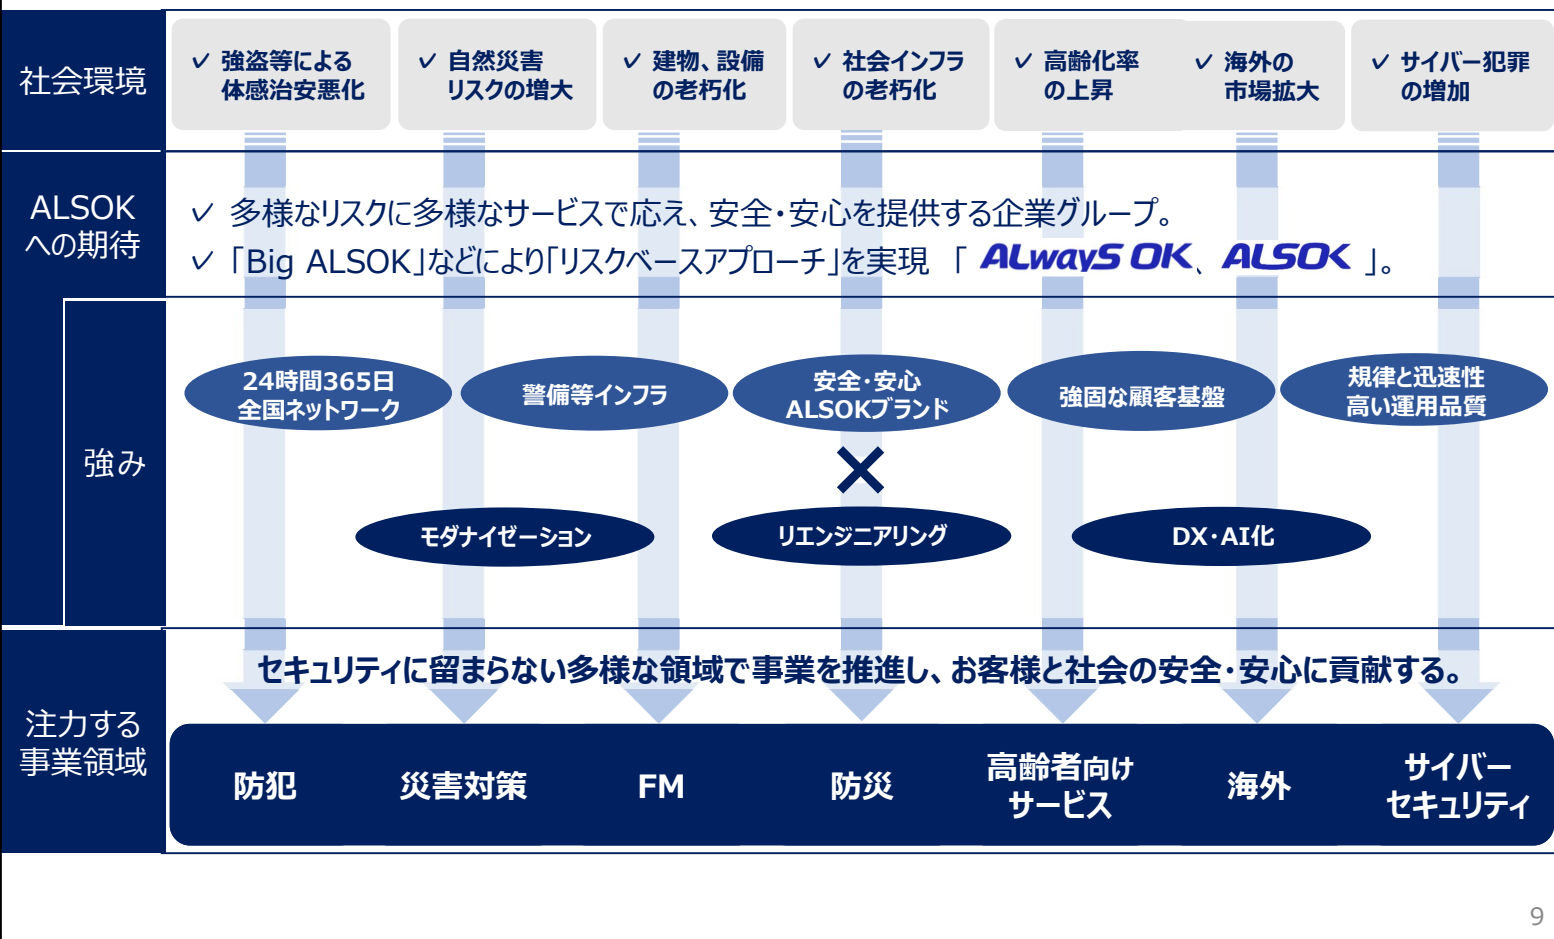 社会環境
✓ 強盗等による
体感治安悪化
✓ 自然災害
リスクの増大
✓ 建物、設備
の老朽化
✓ 社会インフラ
の老朽化
✓ 高齢化率
の上昇
✓ 海外の
市場拡大
✓ サイバー犯罪
の増加
ALSOK
への期待
✓ 多様なリスクに多様なサービスで応え、安全・安心を提供する企業グループ。
✓ 「Big ALSOK」などにより「リスクベースアプローチ」を実現 「 ALwayS OK、ALSOK 」。
強み
24時間365日
全国ネットワーク
警備等インフラ
安全・安心
ALSOKブランド
強固な顧客基盤
規律と迅速性
高い運用品質
×
モダナイゼーション
リエンジニアリング
DX・AI化
注力する
事業領域
セキュリティに留まらない多様な領域で事業を推進し、お客様と社会の安全・安心に貢献する。
防犯
災害対策
FM
防災
高齢者向け
サービス
海外
サイバー
セキュリティ
9